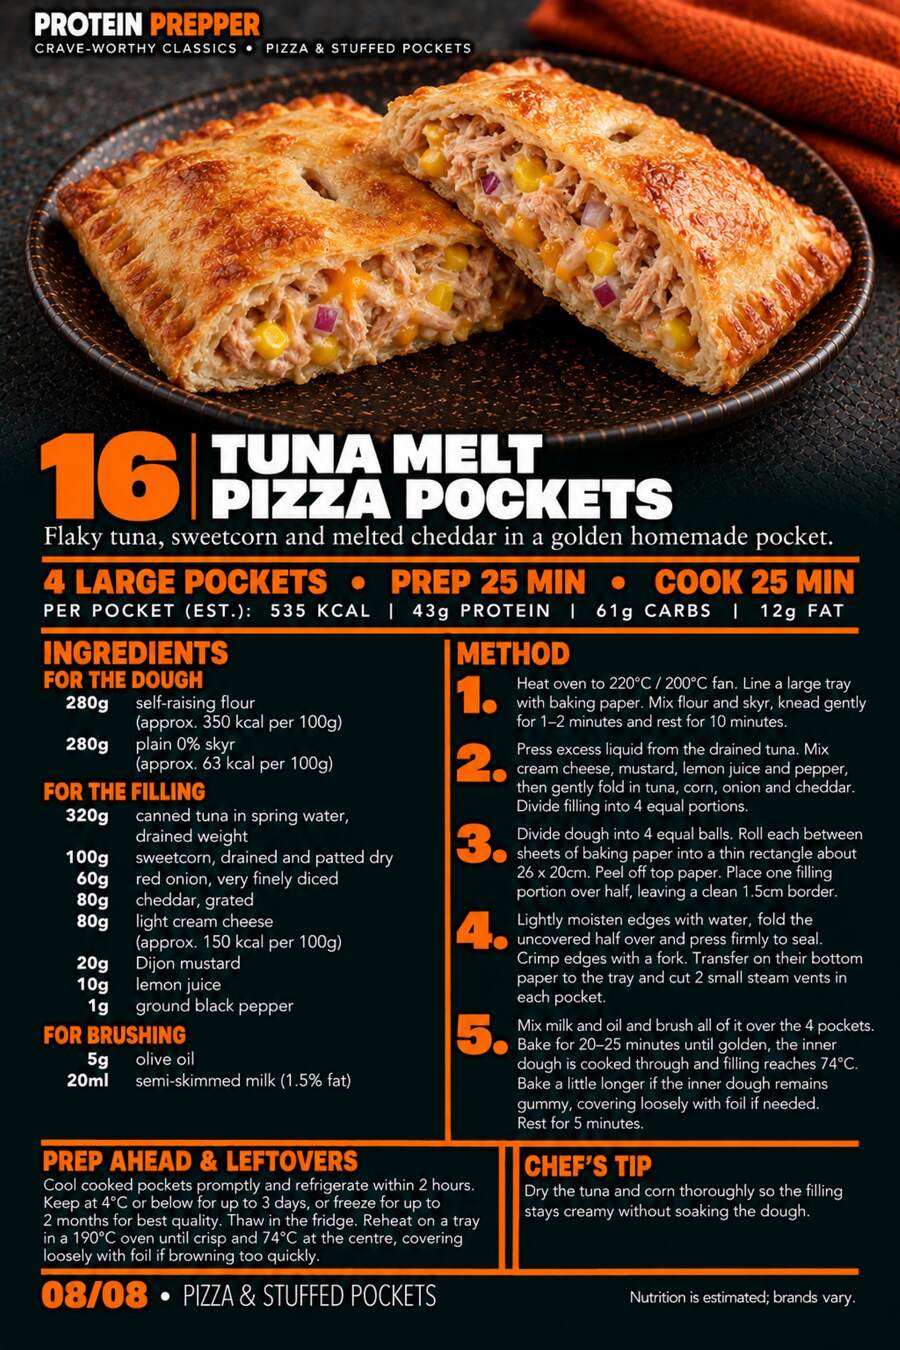 PROTEIN PREPPER
CRAVE-WORTHY CLASSICS • PIZZA & STUFFED POCKETS
16 TUNA MELT
PIZZA POCKETS
Flaky tuna, sweetcorn and melted cheddar in a golden homemade pocket.
4 LARGE POCKETS • PREP 25 MIN • COOK 25 MIN
PER POCKET (EST.): 535 KCAL | 43g PROTEIN | 61g CARBS | 12g FAT
INGREDIENTS
FOR THE DOUGH
280g self-raising flour
(approx. 350 kcal per 100g)
280g plain 0% skyr
(approx. 63 kcal per 100g)
FOR THE FILLING
320g canned tuna in spring water,
drained weight
100g sweetcorn, drained and patted dry
60g red onion, very finely diced
80g cheddar, grated
80g light cream cheese
(approx. 150 kcal per 100g)
20g Dijon mustard
10g lemon juice
1g ground black pepper
FOR BRUSHING
5g olive oil
20ml semi-skimmed milk (1.5% fat)
METHOD
1. Heat oven to 220°C / 200°C fan. Line a large tray
with baking paper. Mix flour and skyr, knead gently
for 1–2 minutes and rest for 10 minutes.
2. Press excess liquid from the drained tuna. Mix
cream cheese, mustard, lemon juice and pepper,
then gently fold in tuna, corn, onion and cheddar.
Divide filling into 4 equal portions.
3. Divide dough into 4 equal balls. Roll each between
sheets of baking paper into a thin rectangle about
26 x 20cm. Peel off top paper. Place one filling
portion over half, leaving a clean 1.5cm border.
4. Lightly moisten edges with water, fold the
uncovered half over and press firmly to seal.
Crimp edges with a fork. Transfer on their bottom
paper to the tray and cut 2 small steam vents in
each pocket.
5. Mix milk and oil and brush all of it over the 4 pockets.
Bake for 20–25 minutes until golden, the inner
dough is cooked through and filling reaches 74°C.
Bake a little longer if the inner dough remains
gummy, covering loosely with foil if needed.
Rest for 5 minutes.
PREP AHEAD & LEFTOVERS
Cool cooked pockets promptly and refrigerate within 2 hours.
Keep at 4°C or below for up to 3 days, or freeze for up to
2 months for best quality. Thaw in the fridge. Reheat on a tray
in a 190°C oven until crisp and 74°C at the centre, covering
loosely with foil if browning too quickly.
CHEF'S TIP
Dry the tuna and corn thoroughly so the filling
stays creamy without soaking the dough.
08/08 • PIZZA & STUFFED POCKETS
Nutrition is estimated; brands vary.